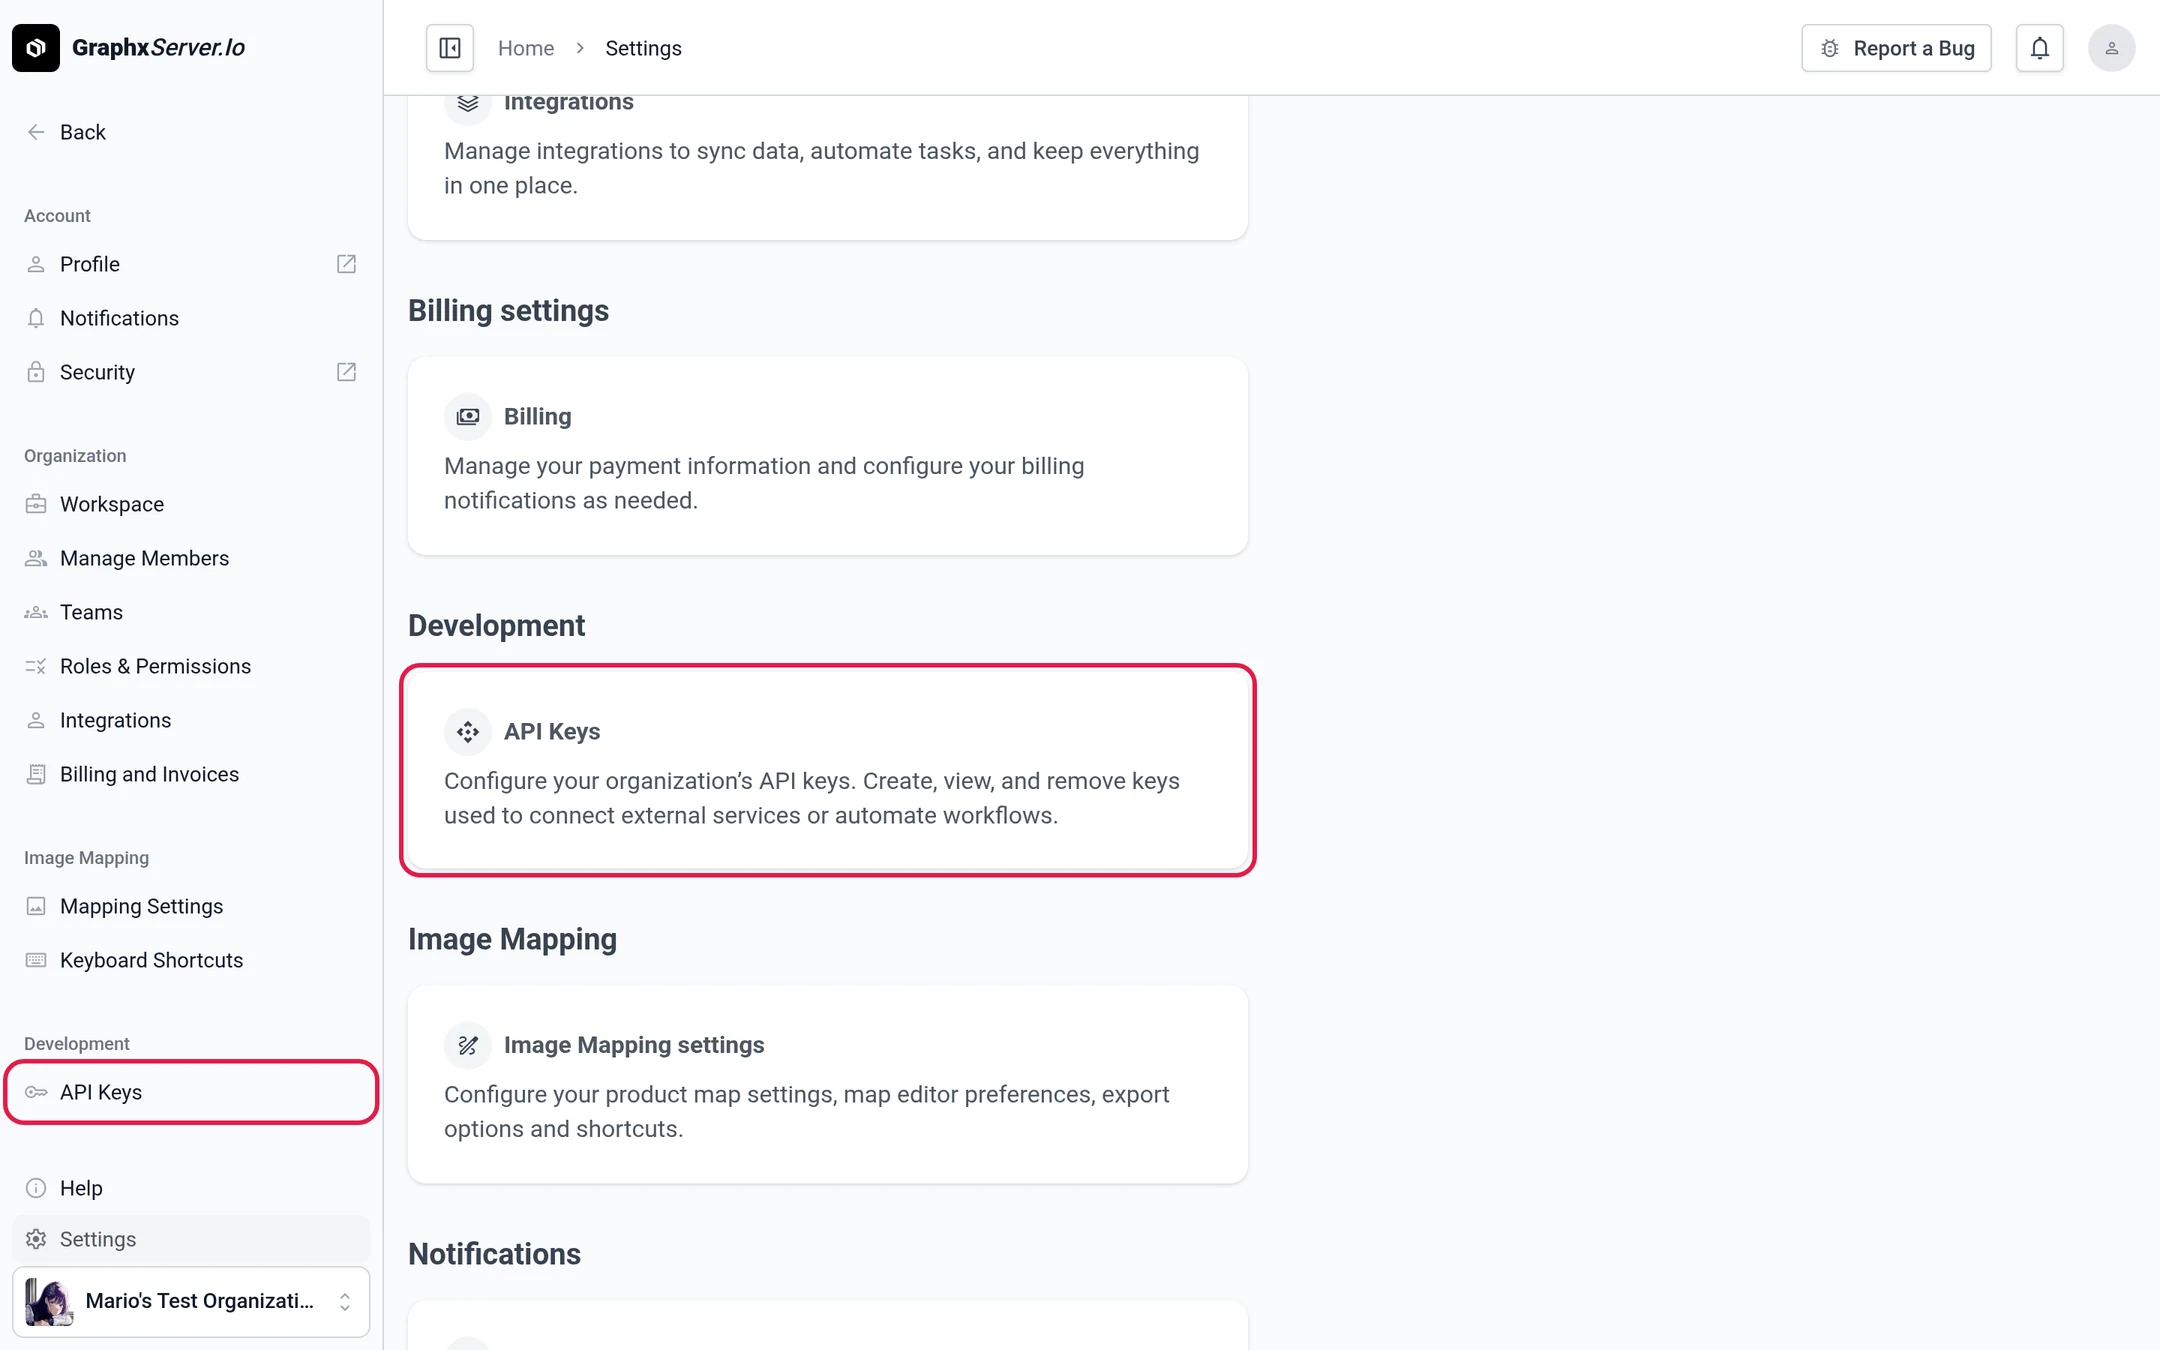 GraphxServer.Io
Back
Account
Profile
Notifications
Security
Organization
Workspace
Manage Members
Teams
Roles & Permissions
Integrations
Billing and Invoices
Image Mapping
Mapping Settings
Keyboard Shortcuts
Development
API Keys
Help
Settings
Mario's Test Organizati...
Home > Settings
Report a Bug
Integrations
Manage integrations to sync data, automate tasks, and keep everything
in one place.
Billing settings
Billing
Manage your payment information and configure your billing
notifications as needed.
Development
API Keys
Configure your organization’s API keys. Create, view, and remove keys
used to connect external services or automate workflows.
Image Mapping
Image Mapping settings
Configure your product map settings, map editor preferences, export
options and shortcuts.
Notifications